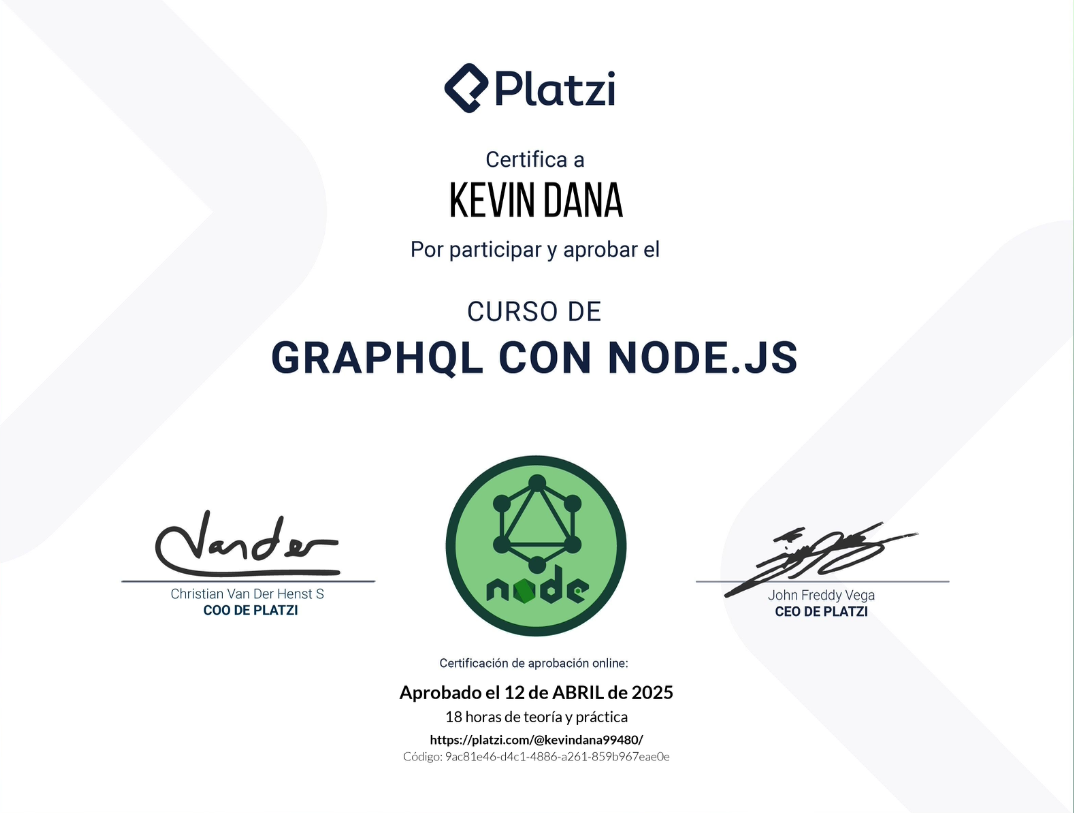 Platzi
Certifica a
KEVIN DANA
Por participar y aprobar el
CURSO DE
GRAPHQL CON NODE.JS
Vander
node
Christian Van Der Henst S
COO DE PLATZI
John Freddy Vega
CEO DE PLATZI
Certificación de aprobación online:
Aprobado el 12 de ABRIL de 2025
18 horas de teoría y práctica
https://platzi.com/@kevindana99480/
Código: 9ac81e46-d4c1-4886-a261-859b967eae0e